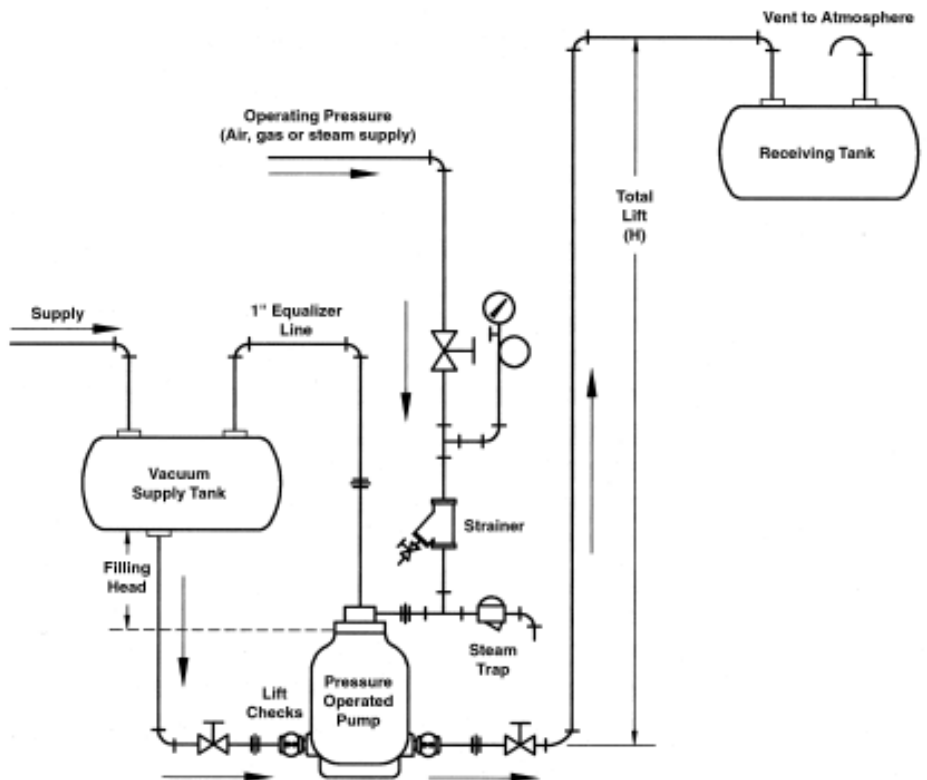 Vent to Atmosphere
Operating Pressure
(Air, gas or steam supply)
Receiving Tank
Total
Lift
(H)
Supply
1" Equalizer
Line
Vacuum
Supply Tank
Strainer
Filling
Head
Steam
Trap
Lift
Checks
Pressure
Operated
Pump